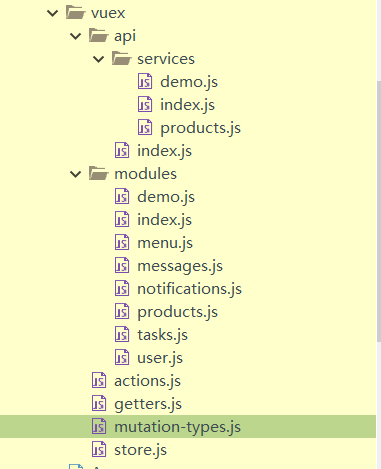 vuex
api
services
demo.js
index.js
products.js
index.js
modules
demo.js
index.js
menu.js
messages.js
notifications.js
products.js
tasks.js
user.js
actions.js
getters.js
mutation-types.js
store.js